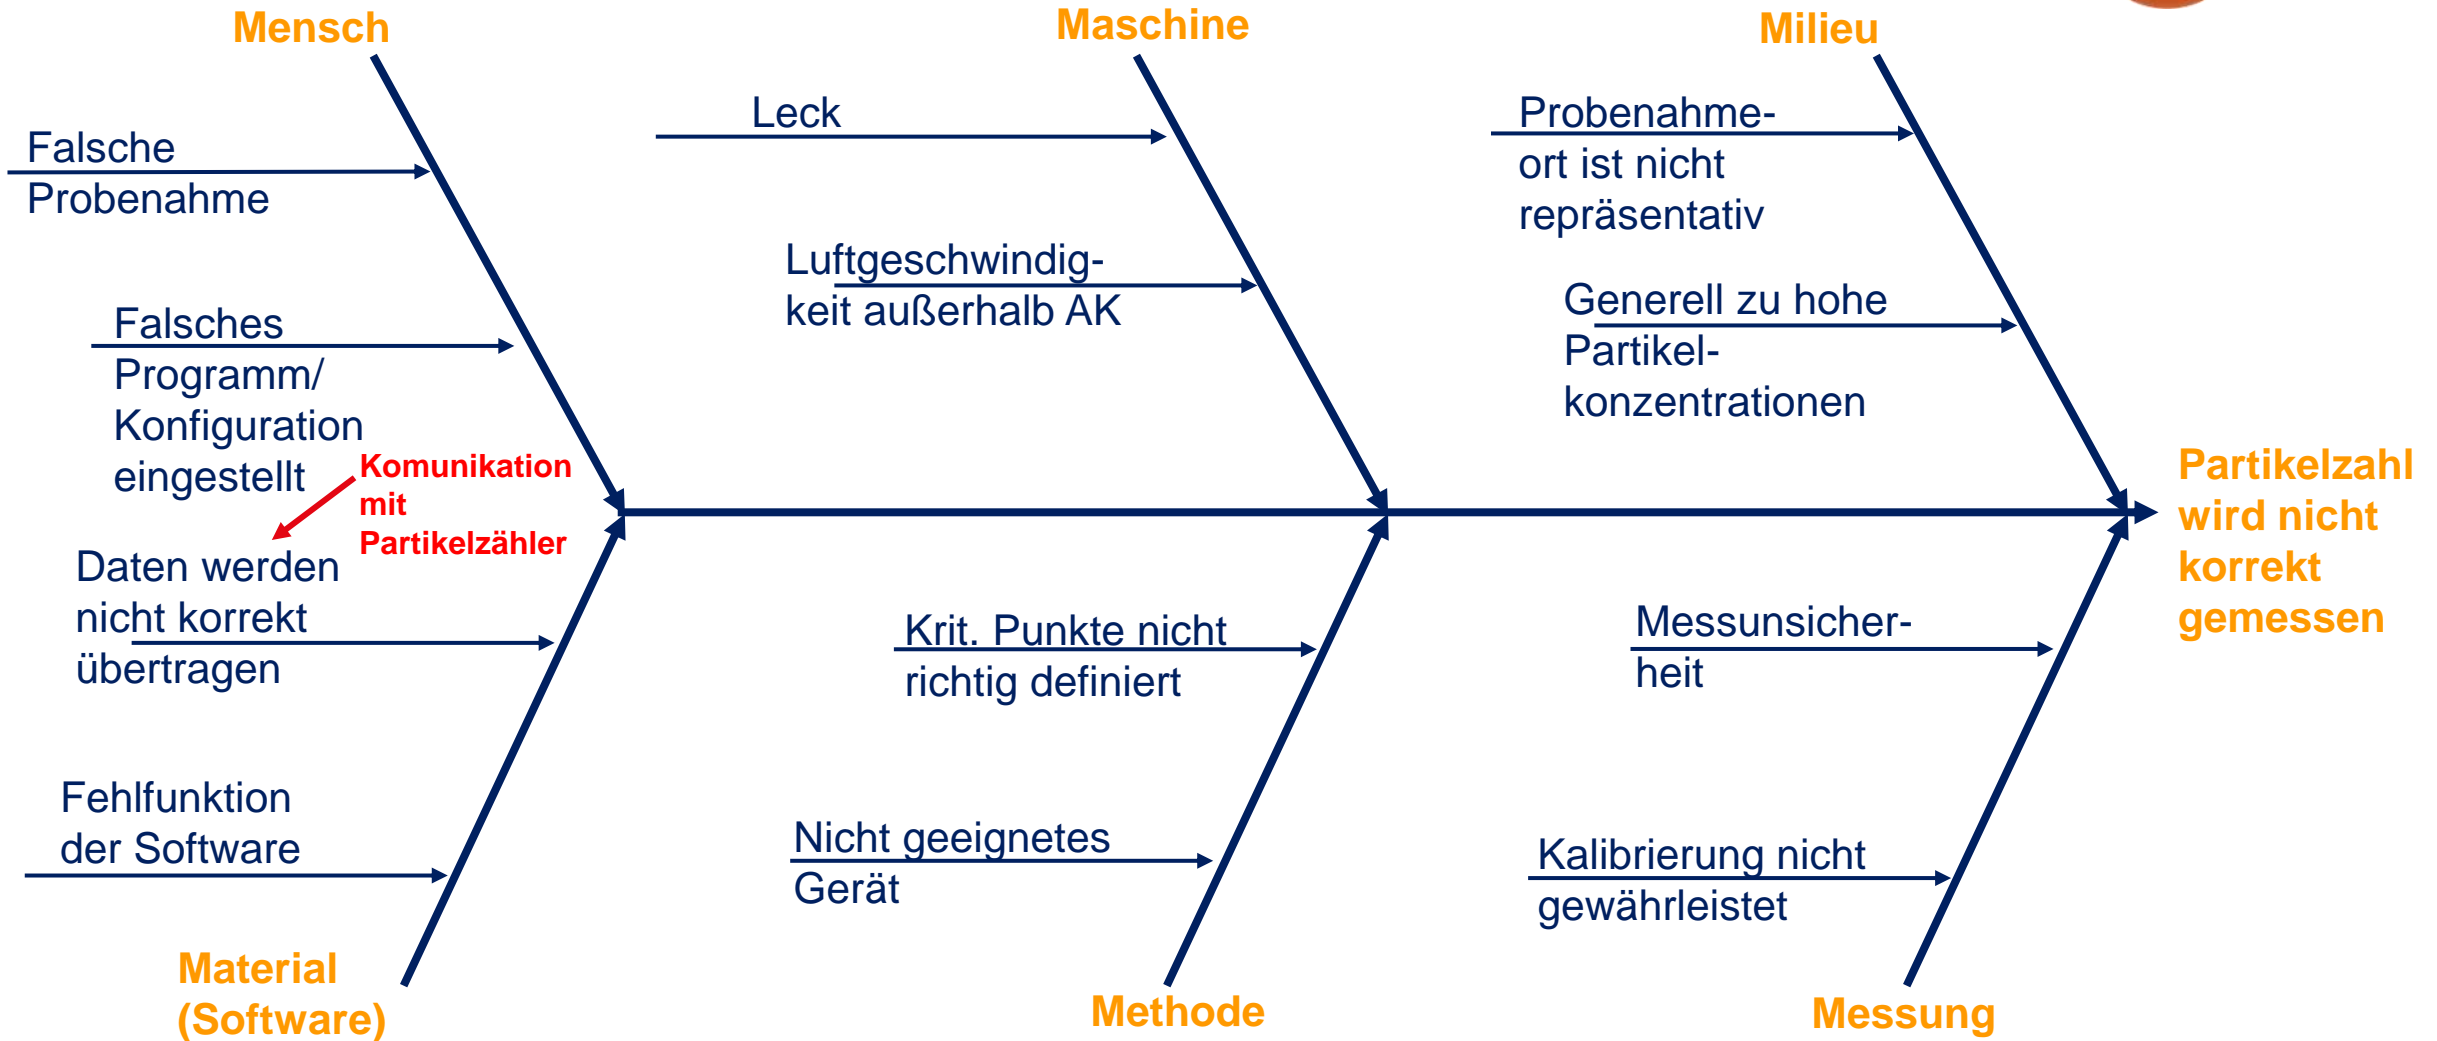 Mensch
Maschine
Milieu
Falsche
Probenahme
Falsches
Programm/
Konfiguration
eingestellt
Leck
Luftgeschwindig-
keit außerhalb AK
Probenahme-
ort ist nicht
repräsentativ
Generell zu hohe
Partikel-
konzentrationen
Komunikation
mit
Partikelzähler
Partikelzahl
wird nicht
korrekt
gemessen
Daten werden
nicht korrekt
übertragen
Fehlfunktion
der Software
Krit. Punkte nicht
richtig definiert
Nicht geeignetes
Gerät
Messunsicher-
heit
Kalibrierung nicht
gewährleistet
Material
(Software)
Methode
Messung